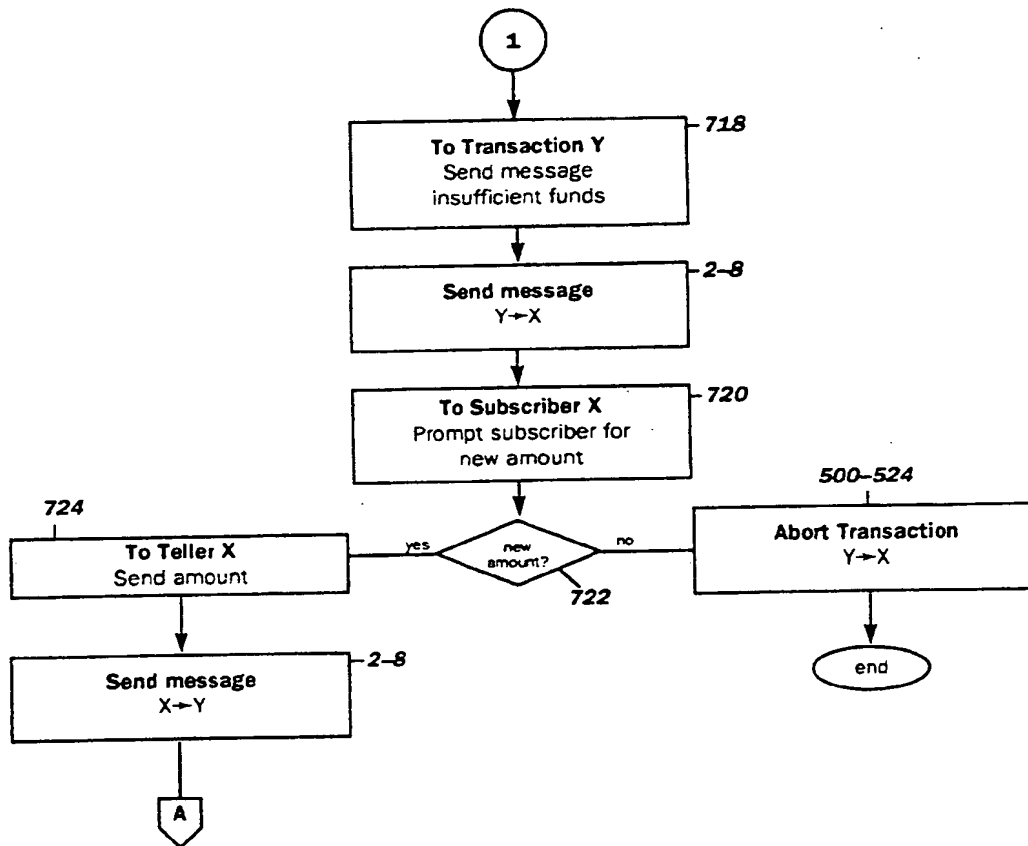 1
718
To Transaction Y
Send message
insufficient funds
2-8
Send message
Y→X
720
To Subscriber X
Prompt subscriber for
new amount
500-524
Abort Transaction
Y→X
724
To Teller X
Send amount
yes
new
amount?
no
722
end
2-8
Send message
X→Y
A